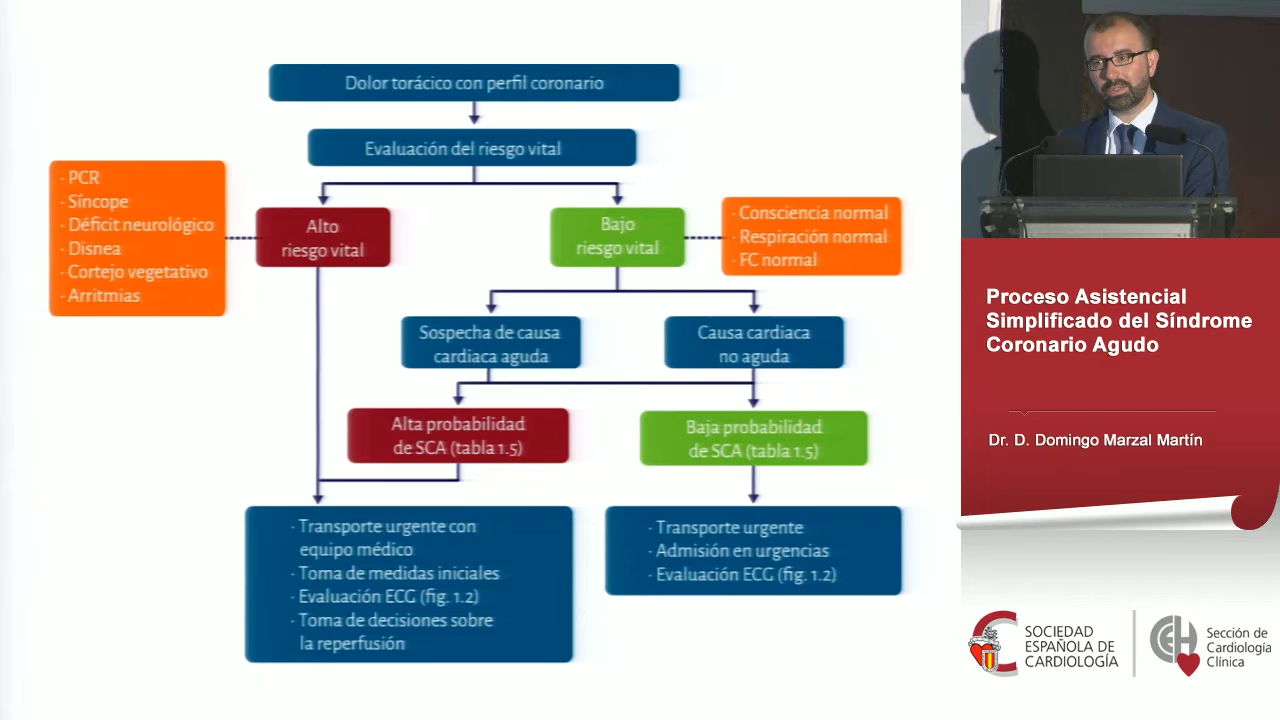 Dolor torácico con perfil coronario
Evaluación del riesgo vital
· PCR
· Síncope
· Déficit neurológico
· Disnea
· Cortejo vegetativo
· Arritmias
Alto
riesgo vital
Bajo
riesgo vital
· Consciencia normal
· Respiración normal
· FC normal
Sospecha de causa
cardiaca aguda
Causa cardiaca
no aguda
Alta probabilidad
de SCA (tabla 1.5)
Baja probabilidad
de SCA (tabla 1.5)
· Transporte urgente con
equipo médico
· Toma de medidas iniciales
· Evaluación ECG (fig. 1.2)
· Toma de decisiones sobre
la reperfusión
· Transporte urgente
· Admisión en urgencias
· Evaluación ECG (fig. 1.2)
Proceso Asistencial
Simplificado del Síndrome
Coronario Agudo
Dr. D. Domingo Marzal Martín
SOCIEDAD
ESPAÑOLA DE
CARDIOLOGÍA
Sección de
Cardiología
Clínica